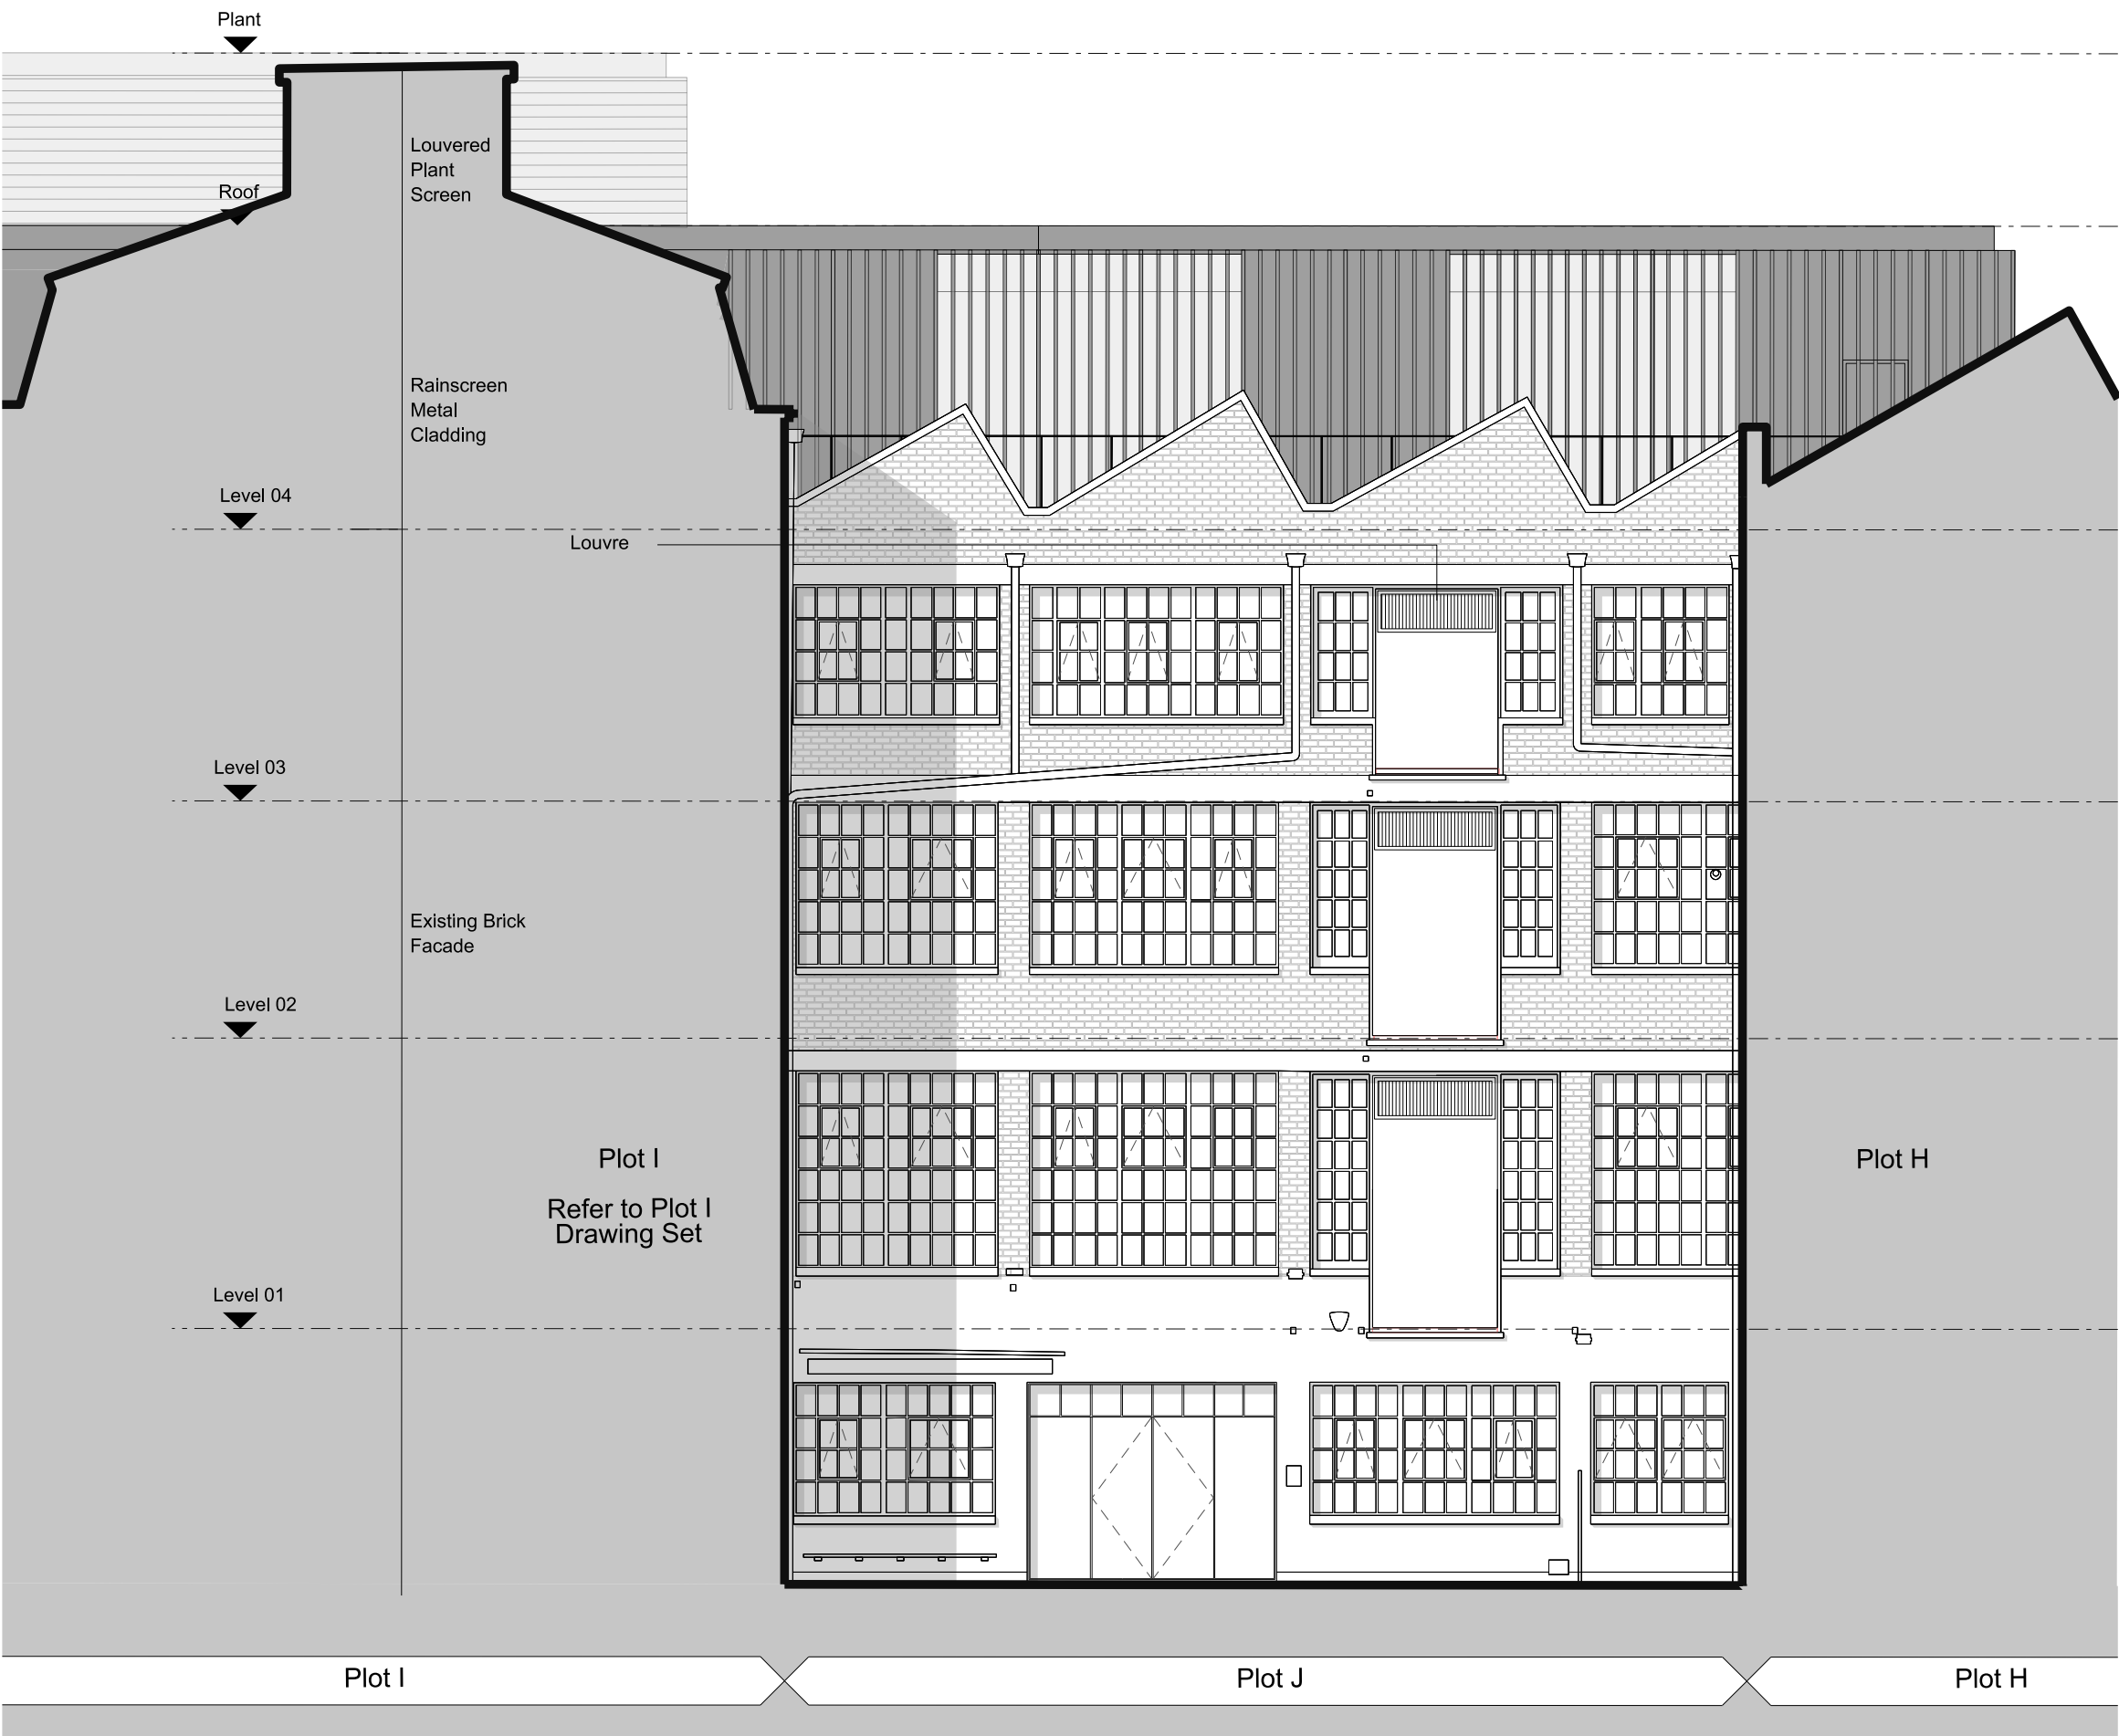 Plant
Louvered
Plant
Screen
Roof
Rainscreen
Metal
Cladding
Level 04
Louvre
Level 03
Existing Brick
Facade
Level 02
Plot I
Refer to Plot I
Drawing Set
Plot H
Level 01
Plot I
Plot J
Plot H